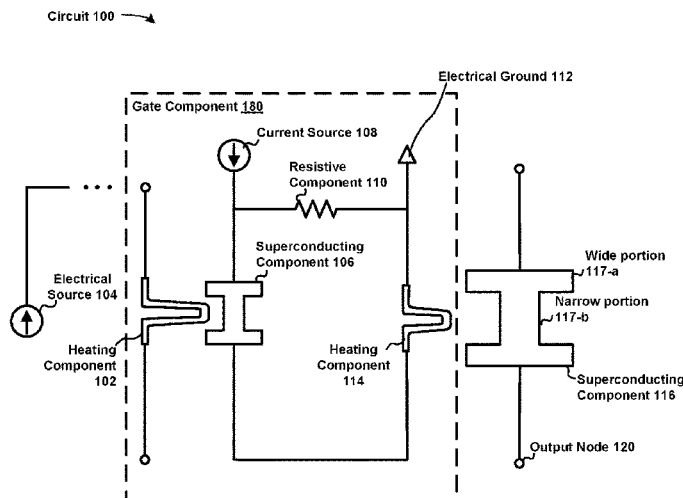 Circuit 100
Electrical Ground 112
Gate Component 180
Current Source 108
Resistive
Component 110
Superconducting
Component 106
Wide portion
117-a
Electrical
Source 104
Narrow portion
117-b
Heating
Component
102
Heating
Component
114
Superconducting
Component 116
Output Node 120